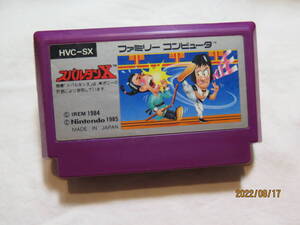 HVC-SX
ファミリー コンピュータ
スパルタンX
© IREM 1984
© Nintendo 1985
MADE IN JAPAN
2022/08/17